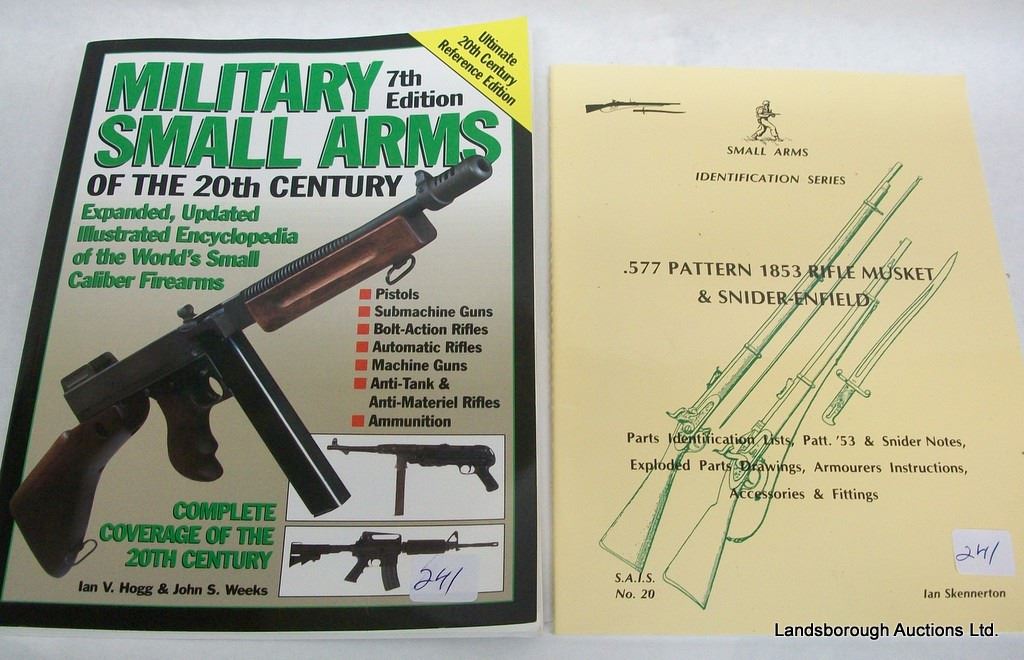 Ultimate
20th Century
Reference Edition
MILITARY 7th
Edition
SMALL ARMS
OF THE 20th CENTURY
Expanded, Updated
Illustrated Encyclopedia
of the World's Small
Caliber Firearms
Pistols
Submachine Guns
Bolt-Action Rifles
Automatic Rifles
Machine Guns
Anti-Tank &
Anti-Materiel Rifles
Ammunition
COMPLETE
COVERAGE OF THE
20TH CENTURY
Ian V. Hogg & John S. Weeks
241
SMALL ARMS
IDENTIFICATION SERIES
.577 PATTERN 1853 RIFLE MUSKET
& SNIDER-ENFIELD
Parts Identification Lists, Patt. '53 & Snider Notes,
Exploded Parts Drawings, Armourers Instructions,
Accessories & Fittings
241
S.A.I.S.
No. 20
Ian Skennerton
Landsborough Auctions Ltd.